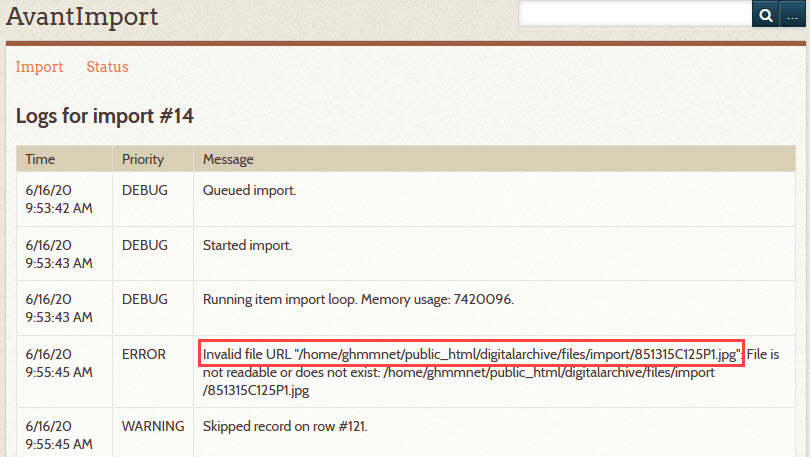 AvantImport
...
Import Status
Logs for import #14
Time Priority Message
6/16/20 DEBUG Queued import.
9:53:42 AM
6/16/20 DEBUG Started import.
9:53:43 AM
6/16/20 DEBUG Running item import loop. Memory usage: 7420096.
9:53:43 AM
6/16/20 ERROR Invalid file URL "/home/ghmmnet/public_html/digitalarchive/files/import/851315C125P1.jpg": File is
9:55:45 AM not readable or does not exist: /home/ghmmnet/public_html/digitalarchive/files/import
/851315C125P1.jpg
6/16/20 WARNING Skipped record on row #121.
9:55:45 AM